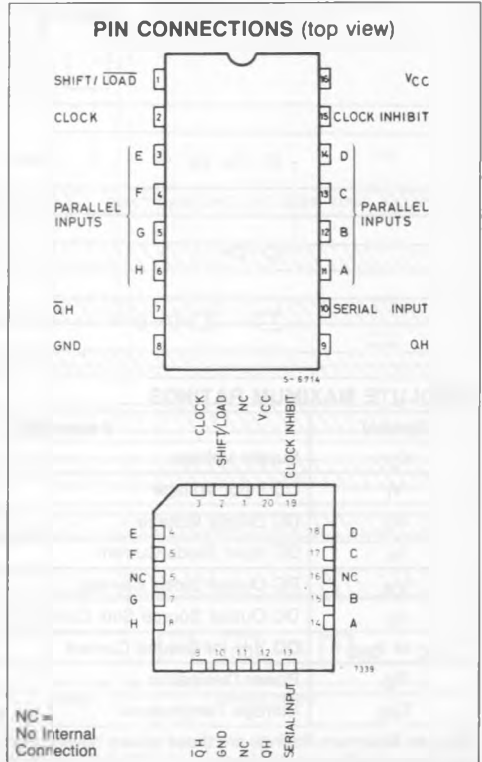 PIN CONNECTIONS (top view)
SHIFT/ LOAD 1 16 VCC
CLOCK 2 15 CLOCK INHIBIT
E 3 14 D
F 4 13 C
PARALLEL INPUTS PARALLEL INPUTS
G 5 12 B
H 6 11 A
Q̅H 7 10 SERIAL INPUT
GND 8 9 QH
S-6714
CLOCK SHIFT/LOAD NC VCC CLOCK INHIBIT
3 2 1 20 19
E 4 18 D
F 5 17 C
NC 6 16 NC
G 7 15 B
H 8 14 A
9 10 11 12 13
7339
Q̅H GND NC QH SERIAL INPUT
NC =
No Internal
Connection